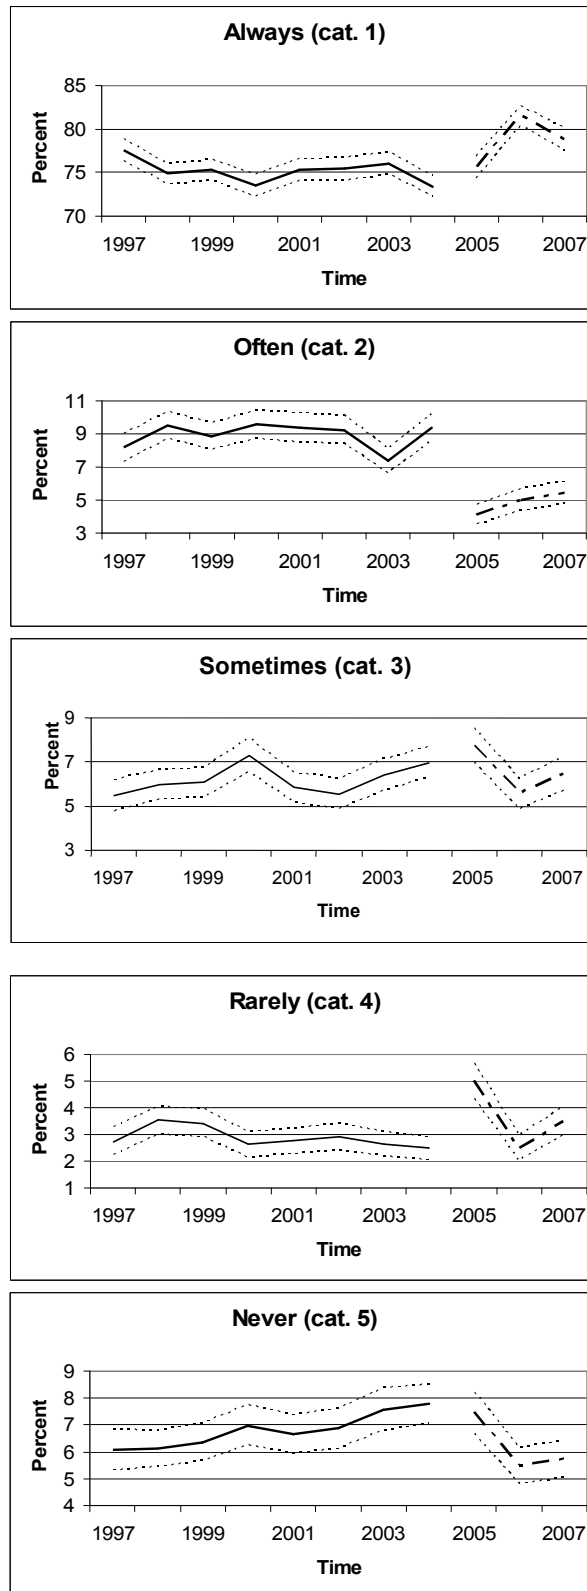 Always (cat. 1)
Percent
85
80
75
70
1997 1999 2001 2003 2005 2007
Time
Often (cat. 2)
Percent
11
9
7
5
3
1997 1999 2001 2003 2005 2007
Time
Sometimes (cat. 3)
Percent
9
7
5
3
1997 1999 2001 2003 2005 2007
Time
Rarely (cat. 4)
Percent
6
5
4
3
2
1
1997 1999 2001 2003 2005 2007
Time
Never (cat. 5)
Percent
9
8
7
6
5
4
1997 1999 2001 2003 2005 2007
Time